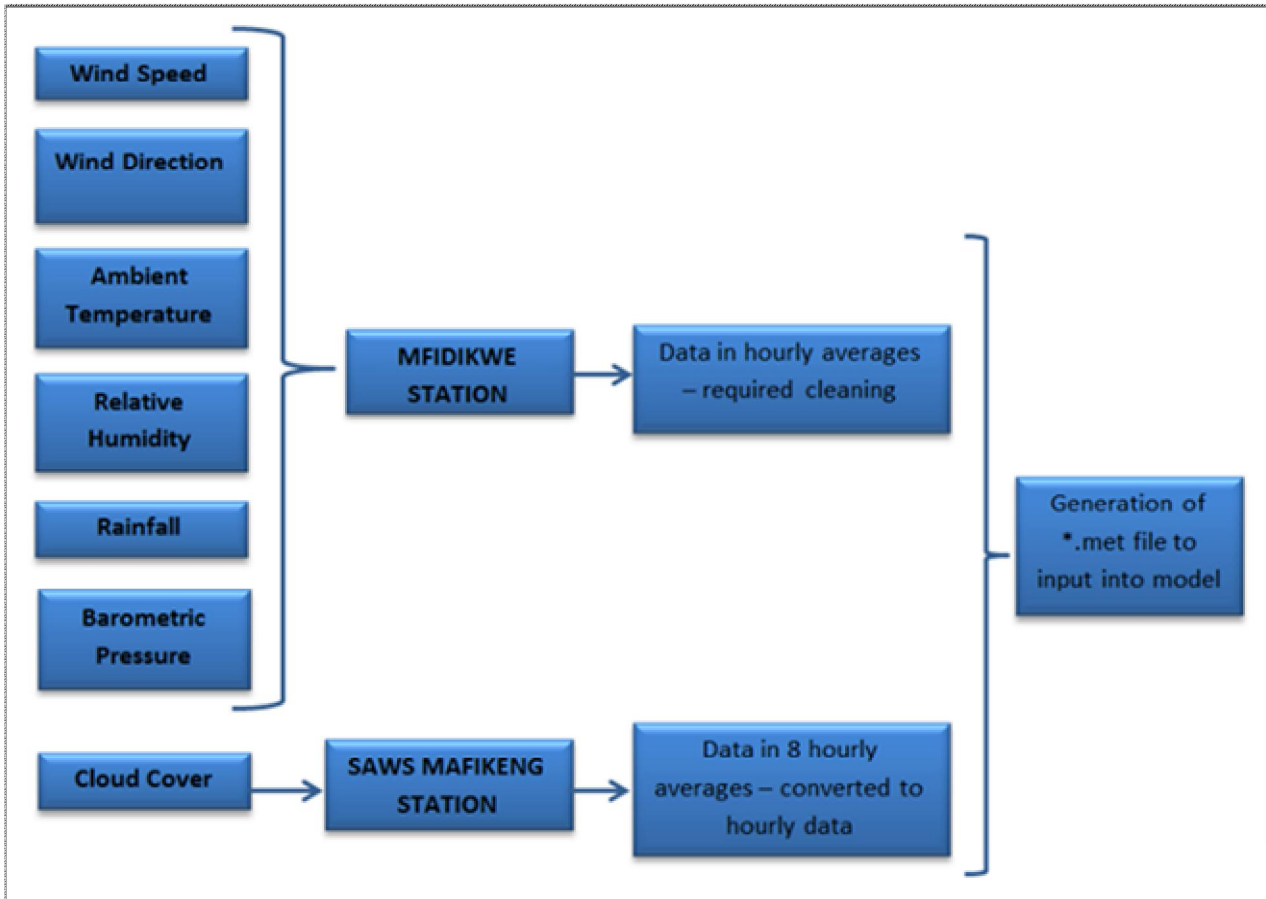 Wind Speed
Wind Direction
Ambient
Temperature
Relative
Humidity
Rainfall
Barometric
Pressure
MFIDIKWE
STATION
Data in hourly averages
– required cleaning
Cloud Cover
SAWS MAFIKENG
STATION
Data in 8 hourly
averages – converted to
hourly data
Generation of
*.met file to
input into model